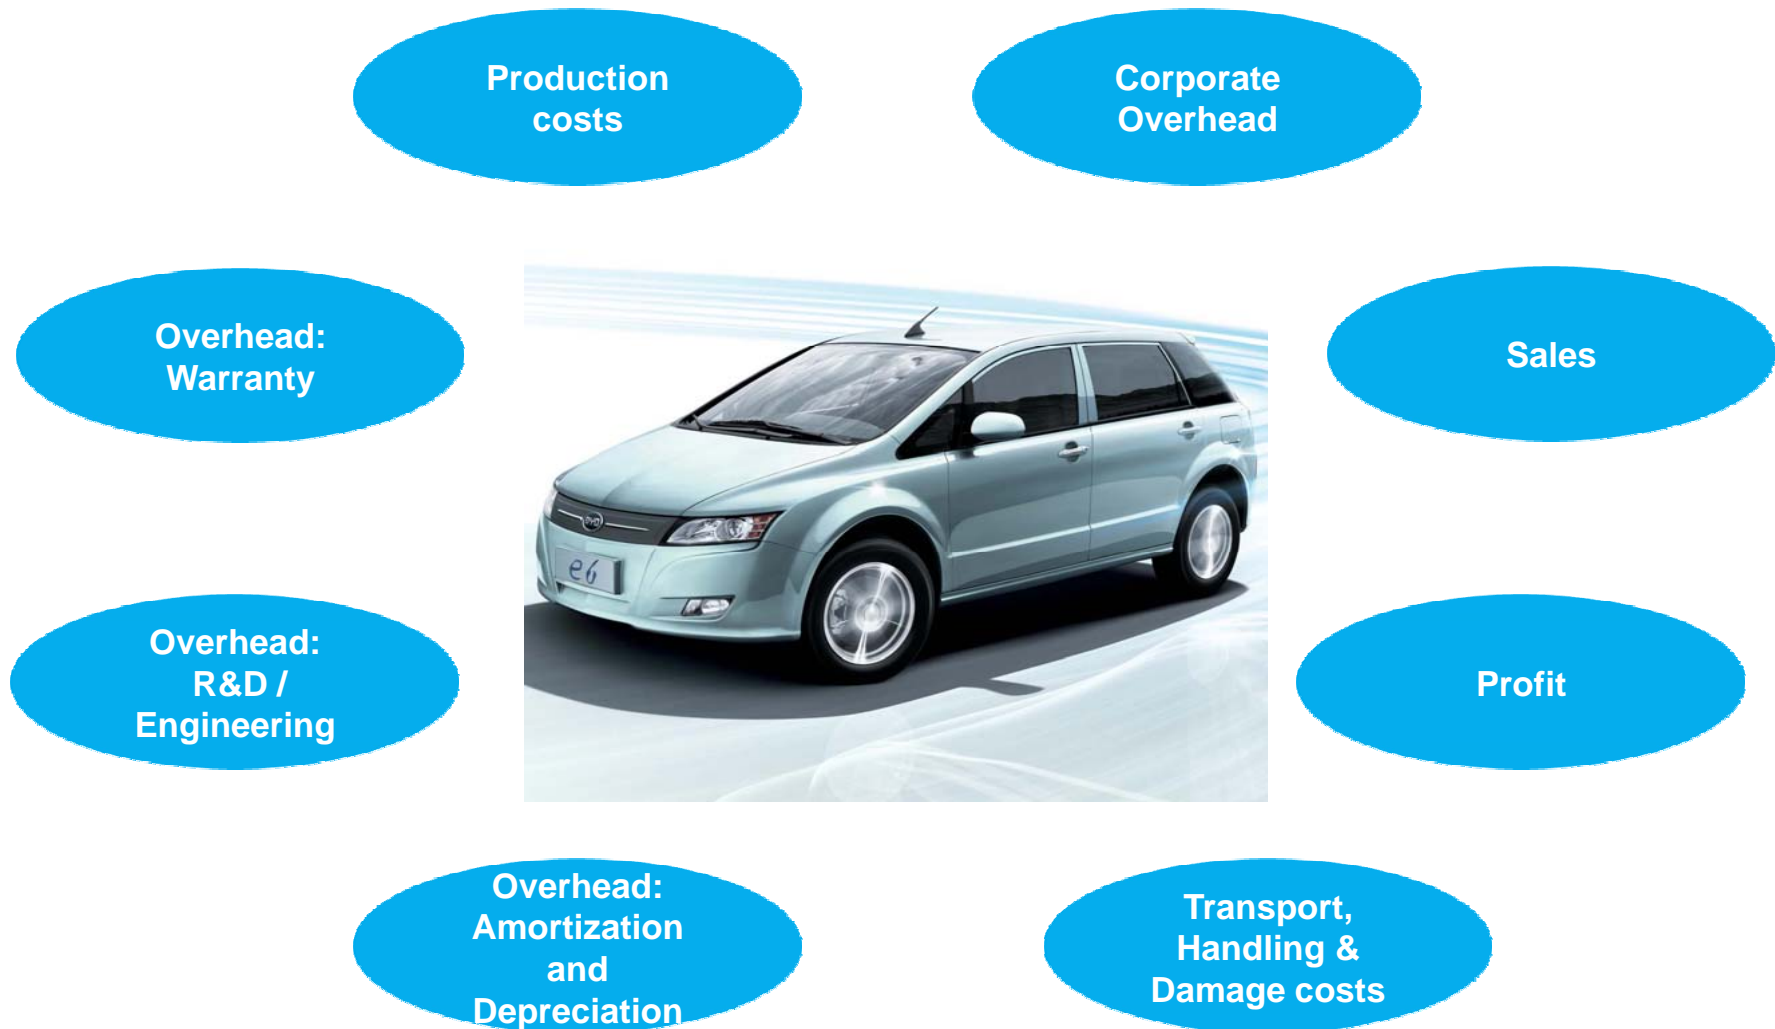 Production
costs
Corporate
Overhead
Overhead:
Warranty
Sales
BYD
e6
Overhead:
R&D /
Engineering
Profit
Overhead:
Amortization
and
Depreciation
Transport,
Handling &
Damage costs